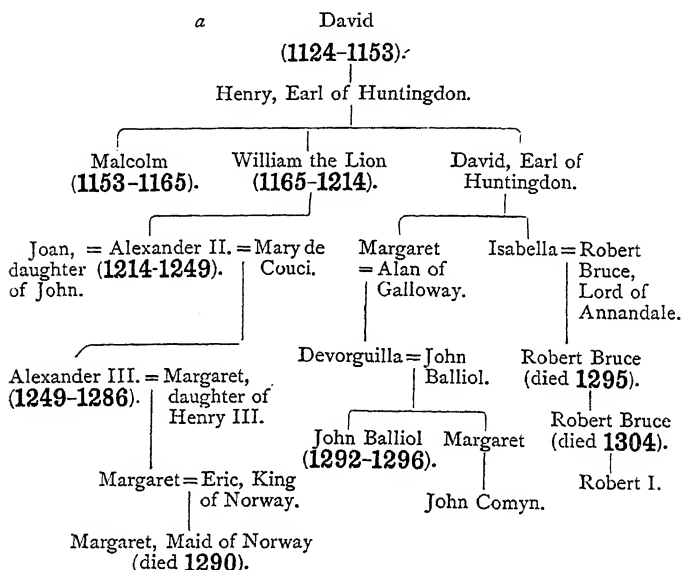 a David
(1124–1153).
Henry, Earl of Huntingdon.
Malcolm William the Lion David, Earl of
(1153–1165). (1165–1214). Huntingdon.
Joan, = Alexander II. = Mary de Margaret Isabella = Robert
daughter (1214-1249). Couci. = Alan of Bruce,
of John. Galloway. Lord of
Annandale.
Devorguilla = John Robert Bruce
Alexander III. = Margaret, Balliol. (died 1295).
(1249–1286). daughter of
Henry III. Robert Bruce
John Balliol Margaret (died 1304).
(1292–1296).
Margaret = Eric, King Robert I.
of Norway. John Comyn.
Margaret, Maid of Norway
(died 1290).